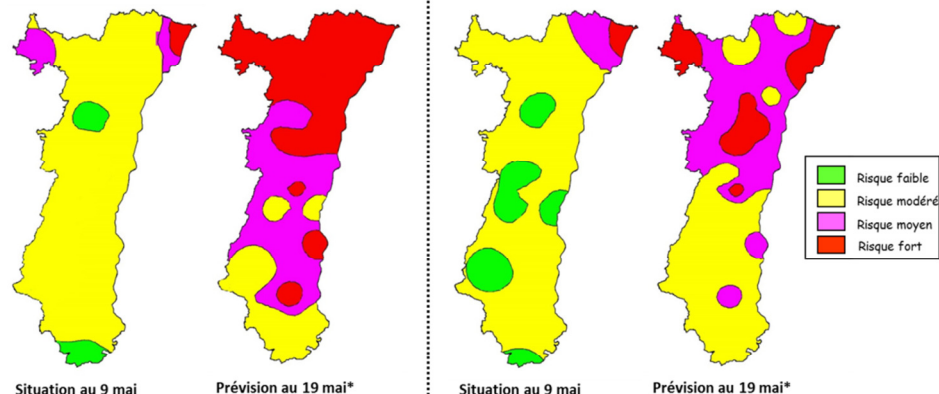 Risque faible
Risque modéré
Risque moyen
Risque fort
Situation au 9 mai
Prévision au 19 mai*
Situation au 9 mai
Prévision au 19 mai*